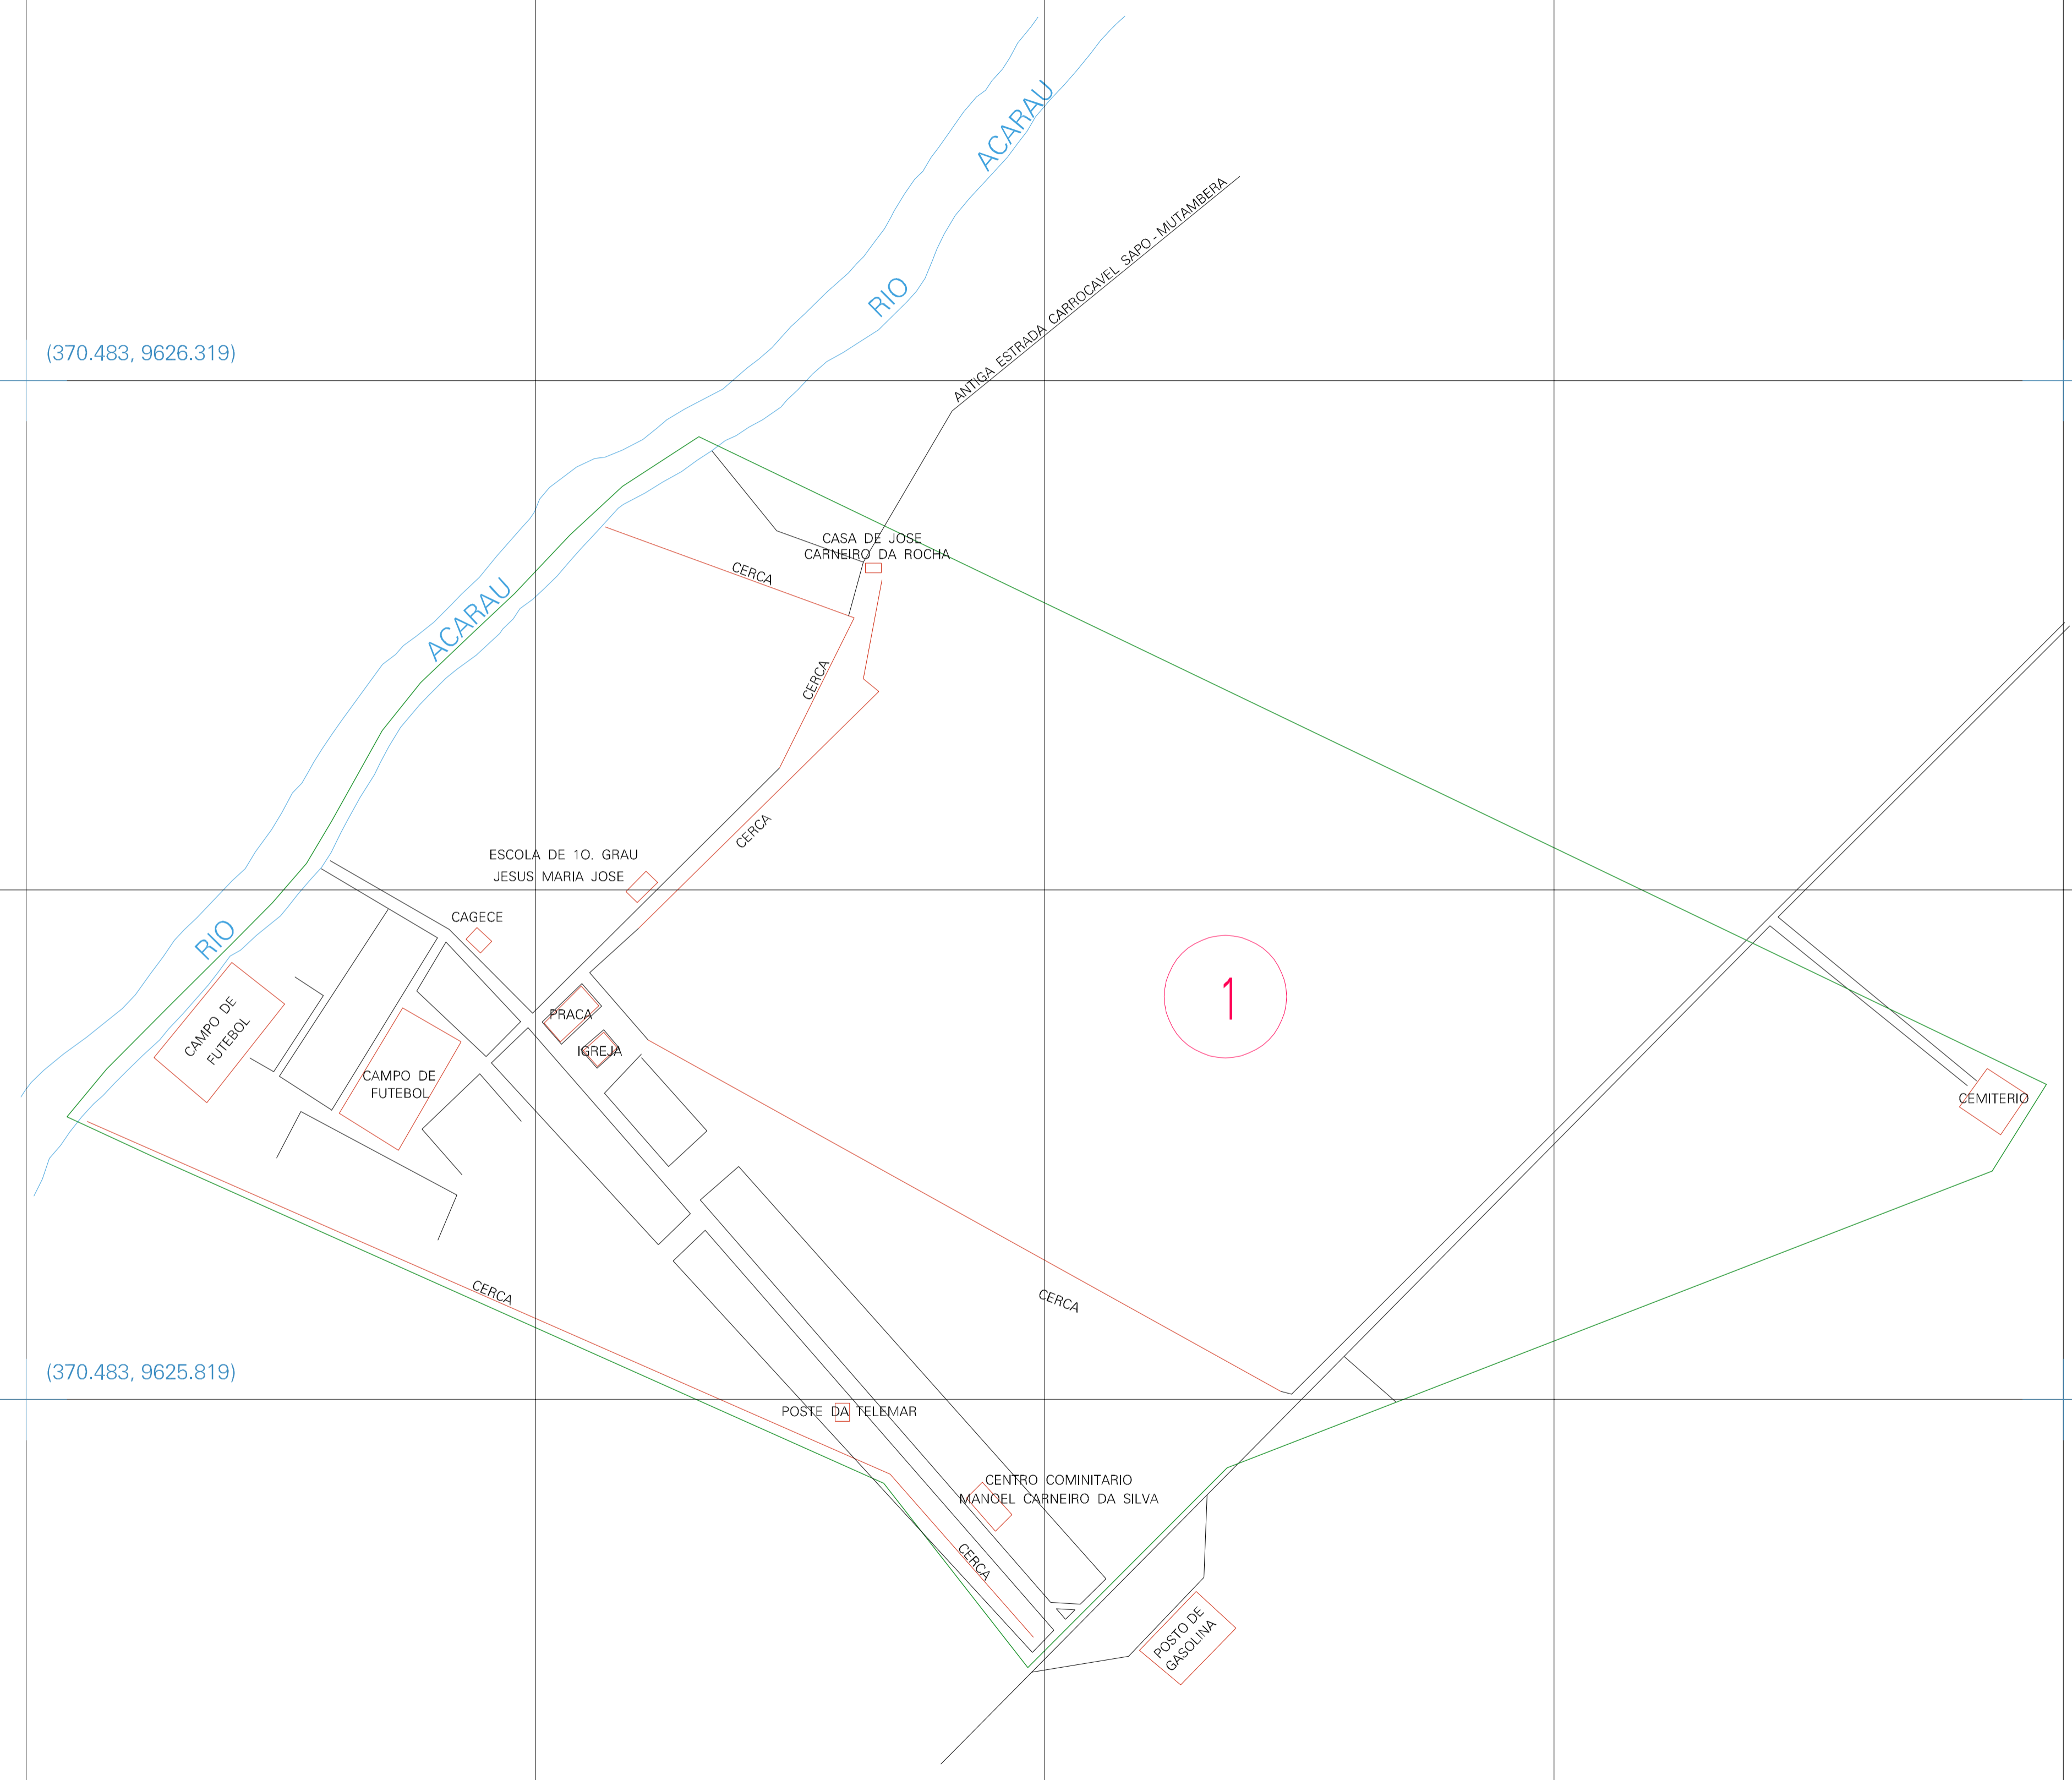 ACARAU
ANTIGA ESTRADA CARROCAVEL SAPO - MUTAMBERA
RIO
(370.483, 9626.319)
CASA DE JOSE
CARNEIRO DA ROCHA
CERCA
ACARAU
CERCA
CERCA
ESCOLA DE 1O. GRAU
JESUS MARIA JOSE
CAGECE
RIO
1
PRACA
CAMPO DE
FUTEBOL
IGREJA
CAMPO DE
FUTEBOL
CEMITERIO
CERCA
CERCA
(370.483, 9625.819)
POSTE DA TELEMAR
CENTRO COMINITARIO
MANOEL CARNEIRO DA SILVA
CERCA
POSTO DE
GASOLINA